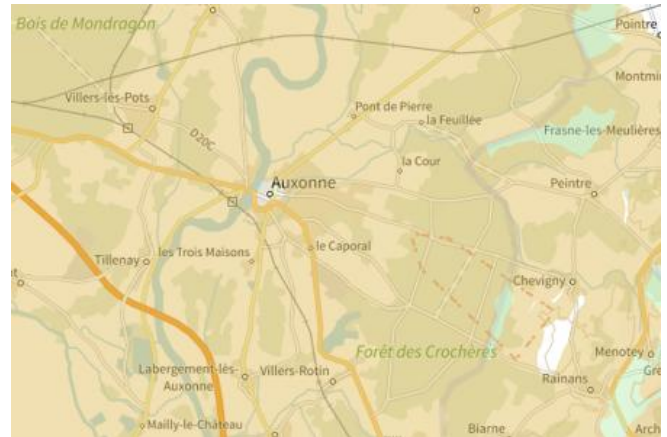 Bois de Mondragon
Pointre
Montmi
Villers-les-Pots
Pont de Pierre
la Feuillée
D20C
Frasne-les-Meulières
la Cour
Auxonne
Peintre
le Caporal
les Trois Maisons
Tillenay
Chevigny
Forêt des Crochères
Menotey
Labergement-lès-
Auxonne
Villers-Rotin
Gre
Rainans
Mailly-le-Château
Biarne
Arch